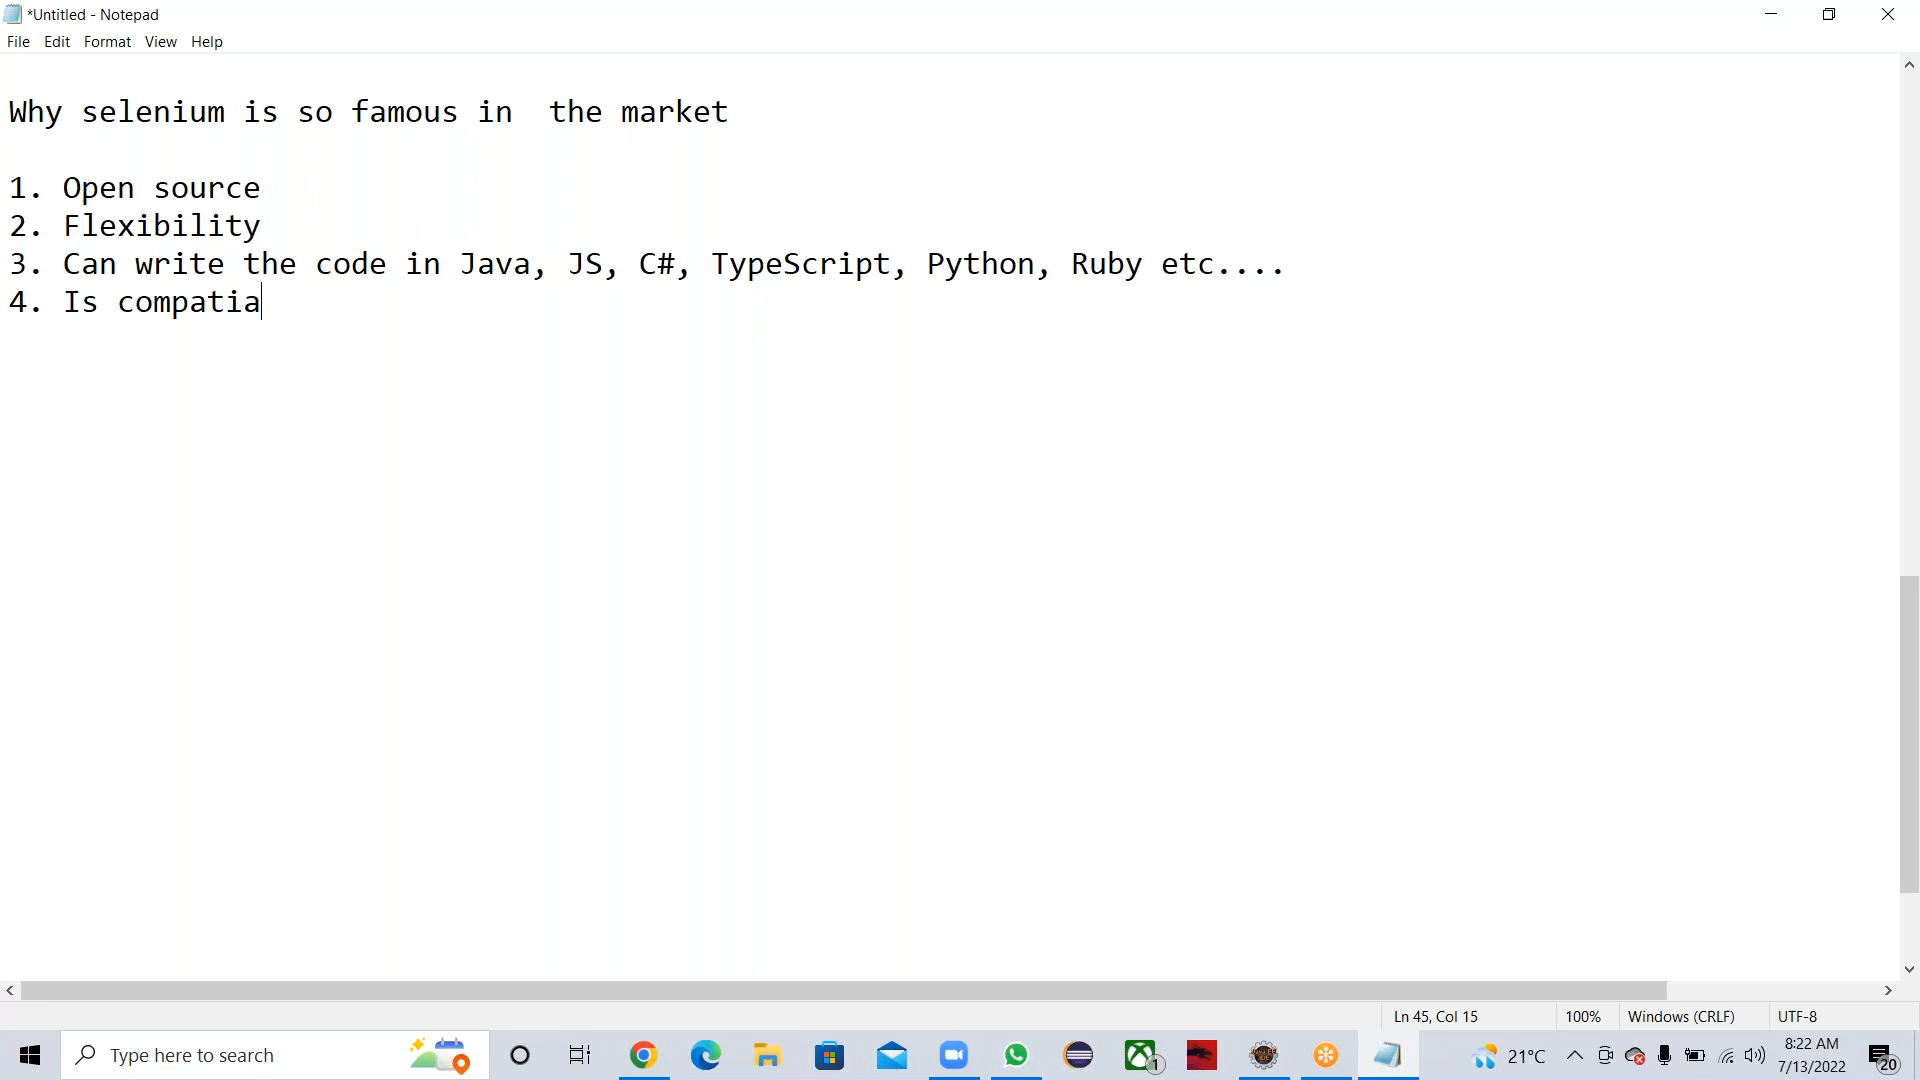 *Untitled - Notepad
File Edit Format View Help
Why selenium is so famous in  the market
1. Open source
2. Flexibility
3. Can write the code in Java, JS, C#, TypeScript, Python, Ruby etc....
4. Is compatia
Ln 45, Col 15 100% Windows (CRLF) UTF-8
Type here to search 1 21°C 8:22 AM 20
7/13/2022